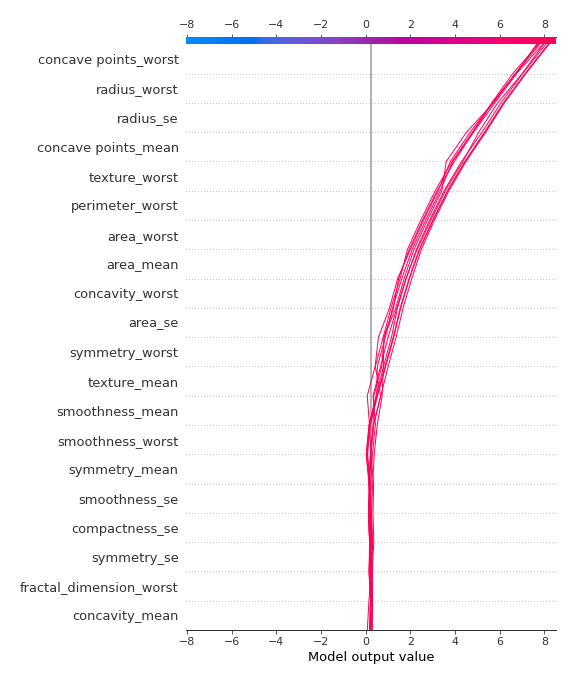 −8 −6 −4 −2 0 2 4 6 8
concave points_worst
radius_worst
radius_se
concave points_mean
texture_worst
perimeter_worst
area_worst
area_mean
concavity_worst
area_se
symmetry_worst
texture_mean
smoothness_mean
smoothness_worst
symmetry_mean
smoothness_se
compactness_se
symmetry_se
fractal_dimension_worst
concavity_mean
−8 −6 −4 −2 0 2 4 6 8
Model output value